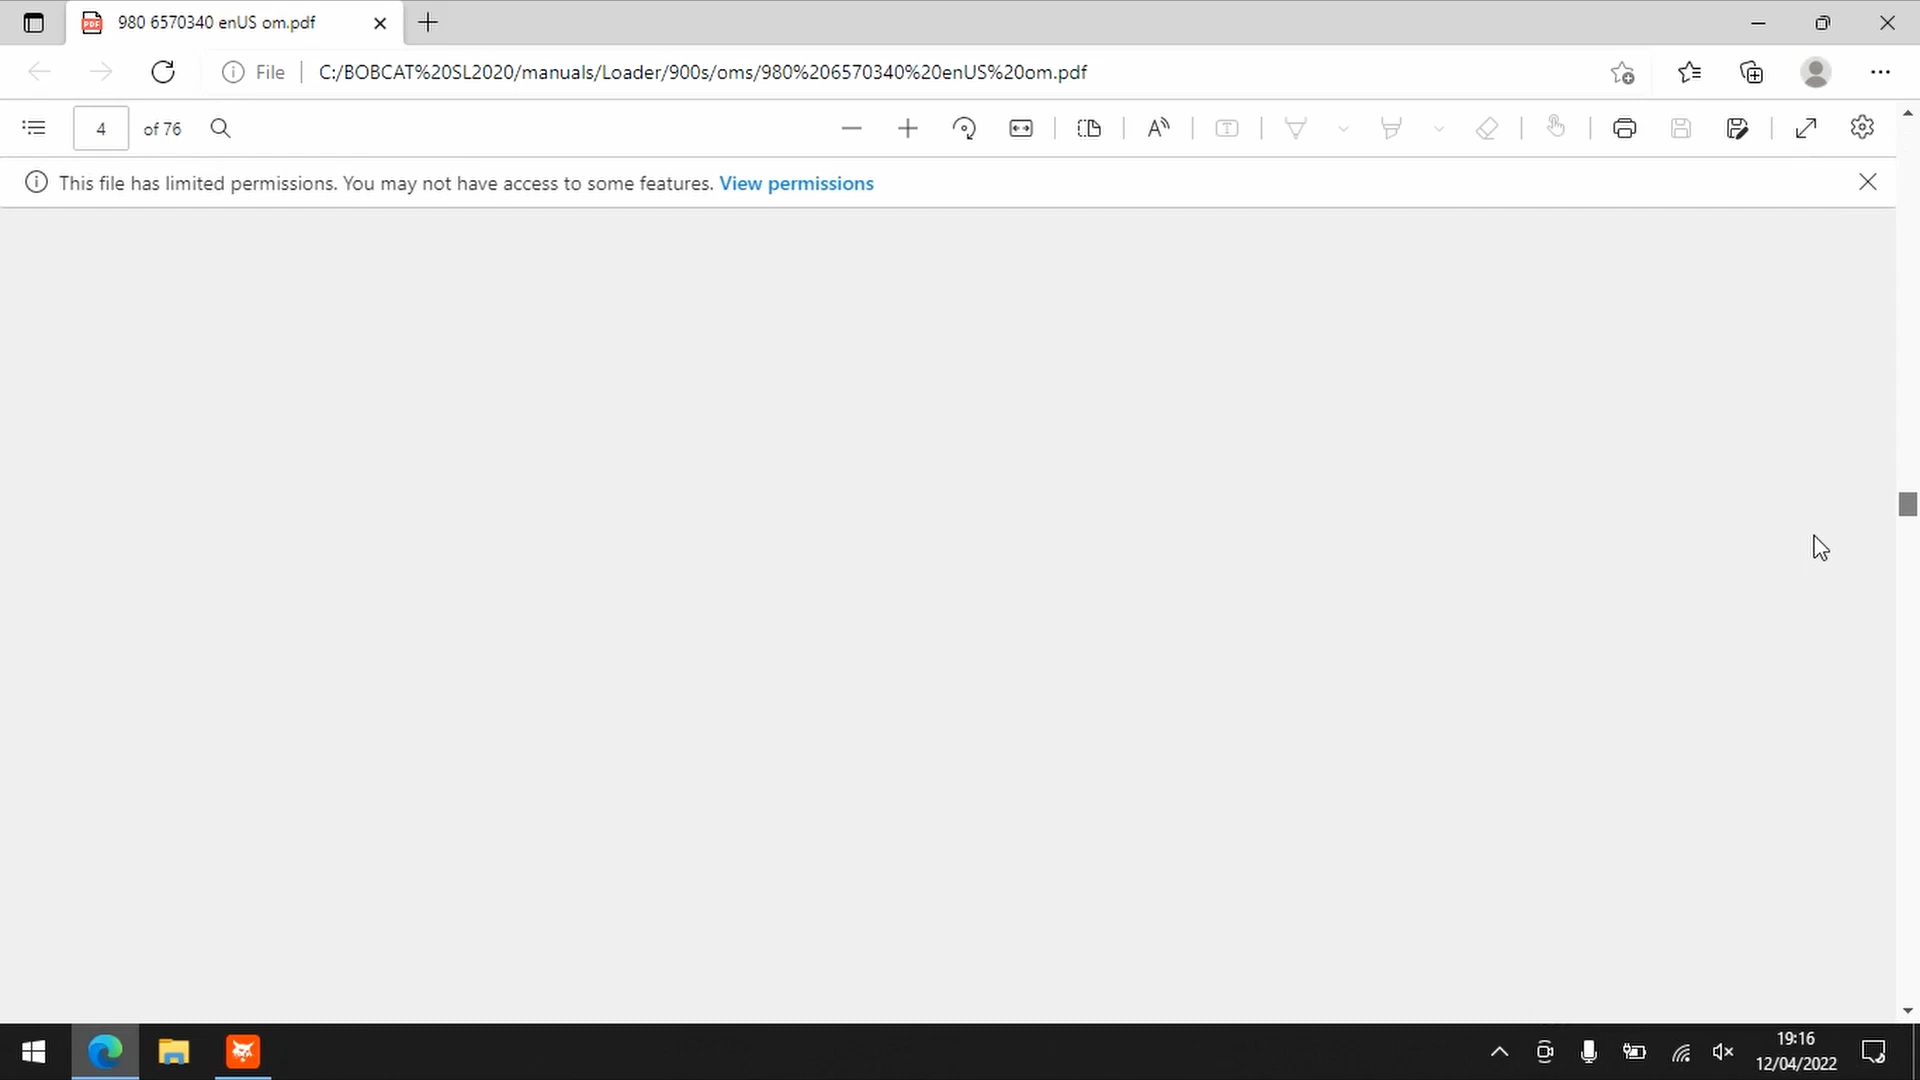 980 6570340 enUS om.pdf
File
C:/BOBCAT%20SL2020/manuals/Loader/900s/oms/980%206570340%20enUS%20om.pdf
4 of 76
This file has limited permissions. You may not have access to some features. View permissions
19:16
12/04/2022